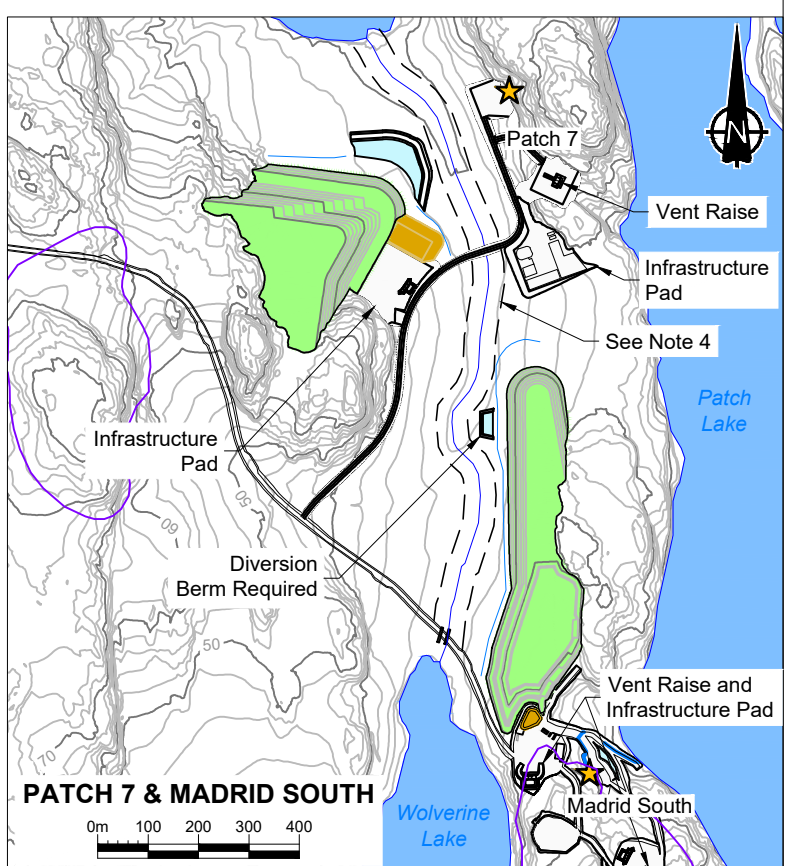 N
Patch 7
Vent Raise
Infrastructure
Pad
See Note 4
Patch
Lake
Infrastructure
Pad
50
60
Diversion
Berm Required
50
Vent Raise and
Infrastructure Pad
70
PATCH 7 & MADRID SOUTH
0m 100 200 300 400
Wolverine
Lake
Madrid South